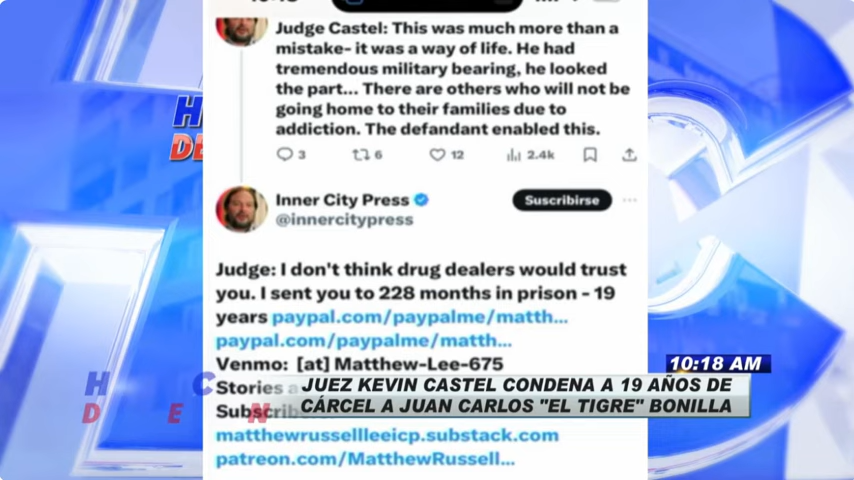 Judge Castel: This was much more than a
mistake- it was a way of life. He had
tremendous military bearing, he looked
the part... There are others who will not be
going home to their families due to
addiction. The defandant enabled this.
3 6 12 2.4k
Inner City Press
Suscribirse
@innercitypress
Judge: I don't think drug dealers would trust
you. I sent you to 228 months in prison - 19
years paypal.com/paypalme/matth...
paypal.com/paypalme/matth...
Venmo: [at] Matthew-Lee-675
10:18 AM
Stories
JUEZ KEVIN CASTEL CONDENA A 19 AÑOS DE
CÁRCEL A JUAN CARLOS "EL TIGRE" BONILLA
matthewrussellleeicp.substack.com
patreon.com/MatthewRussell...